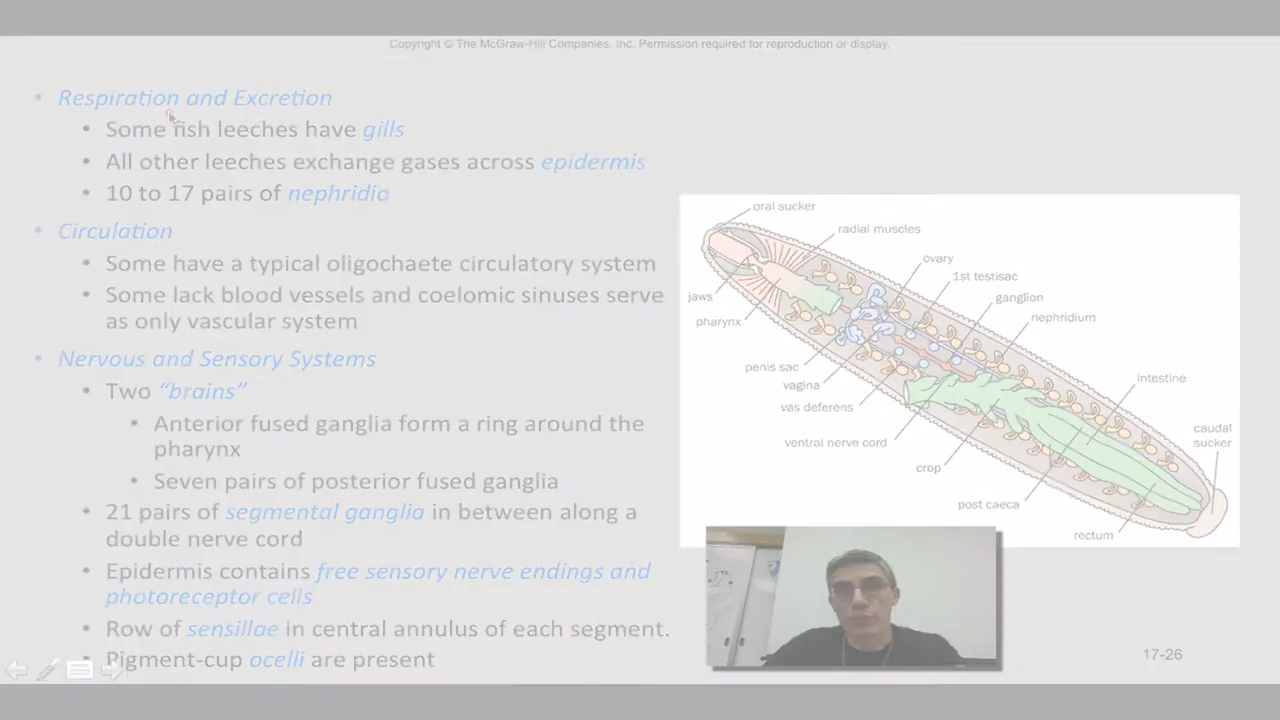 Copyright © The McGraw-Hill Companies, Inc. Permission required for reproduction or display.
• Respiration and Excretion
• Some fish leeches have gills
• All other leeches exchange gases across epidermis
• 10 to 17 pairs of nephridia
• Circulation
• Some have a typical oligochaete circulatory system
• Some lack blood vessels and coelomic sinuses serve
as only vascular system
• Nervous and Sensory Systems
• Two “brains”
• Anterior fused ganglia form a ring around the
pharynx
• Seven pairs of posterior fused ganglia
• 21 pairs of segmental ganglia in between along a
double nerve cord
• Epidermis contains free sensory nerve endings and
photoreceptor cells
• Row of sensillae in central annulus of each segment.
• Pigment-cup ocelli are present
oral sucker
radial muscles
ovary
1st testisac
ganglion
nephridium
jaws
pharynx
penis sac
vagina
vas deferens
ventral nerve cord
crop
post caeca
rectum
intestine
caudal
sucker
17-26